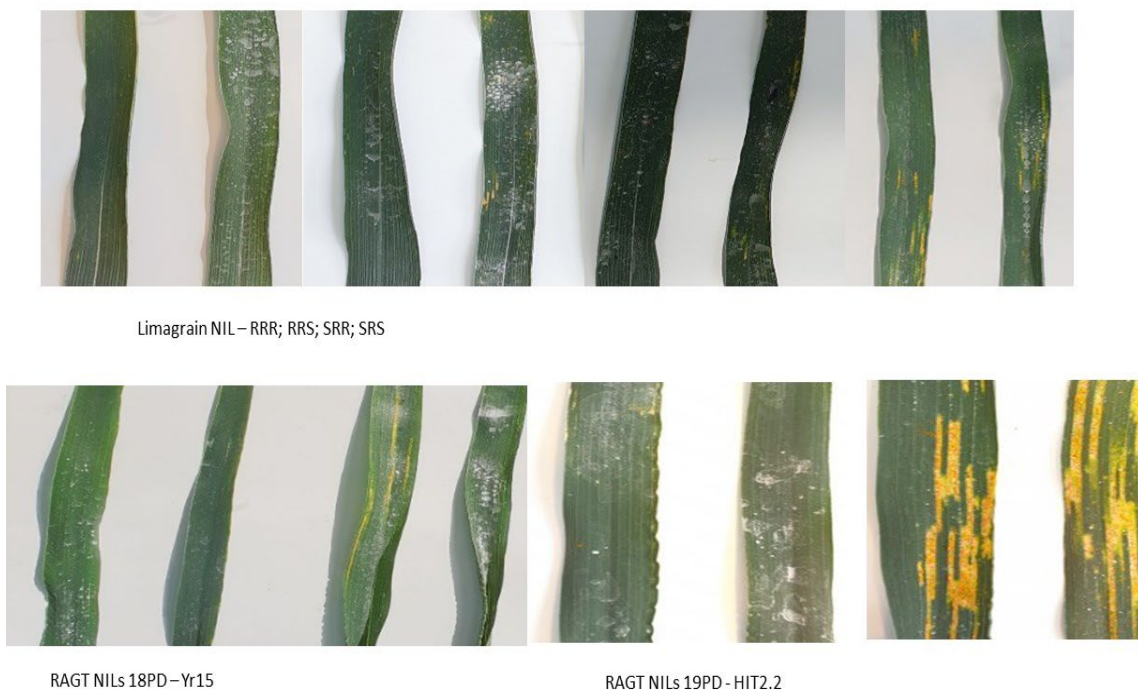 Limagrain NIL – RRR; RRS; SRR; SRS
RAGT NILs 18PD – Yr15
RAGT NILs 19PD - HIT2.2